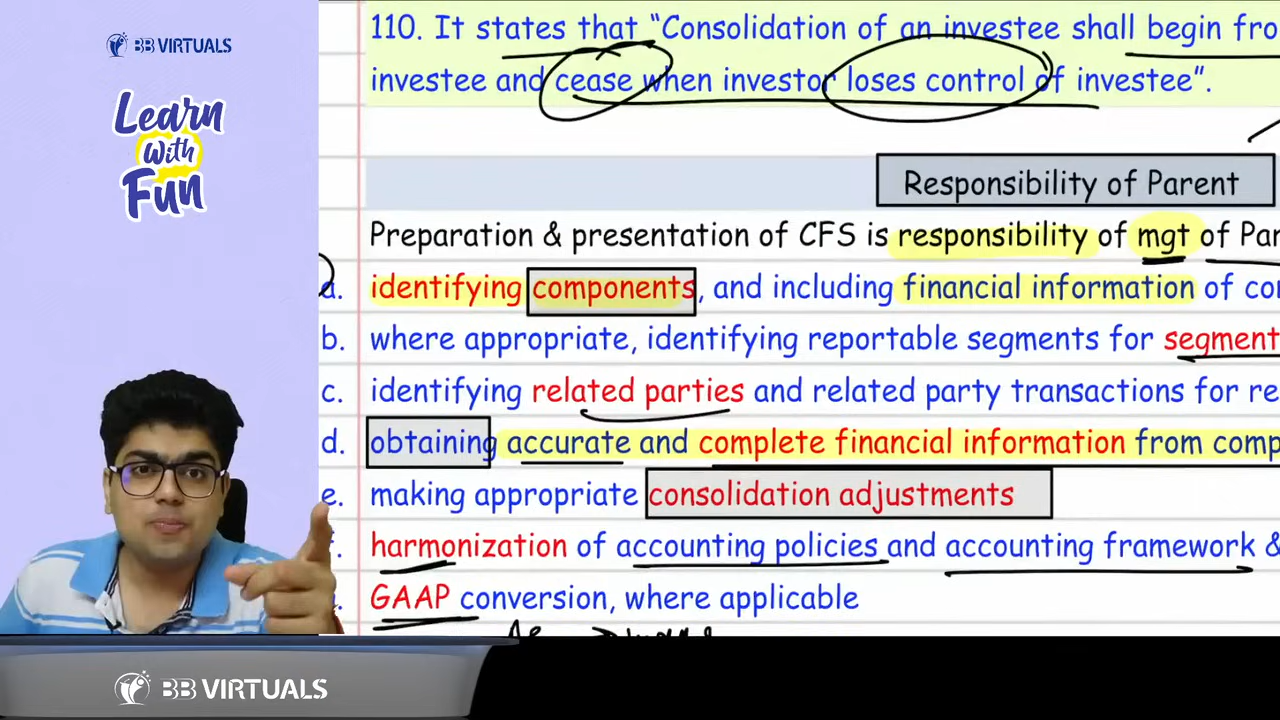 BB VIRTUALS
Learn
With
Fun
110. It states that “Consolidation of an investee shall begin fro
investee and cease when investor loses control of investee”.
Responsibility of Parent
Preparation & presentation of CFS is responsibility of mgt of Par
a. identifying components, and including financial information of co
b. where appropriate, identifying reportable segments for segment
c. identifying related parties and related party transactions for re
d. obtaining accurate and complete financial information from comp
e. making appropriate consolidation adjustments
f. harmonization of accounting policies and accounting framework &
GAAP conversion, where applicable
BB VIRTUALS